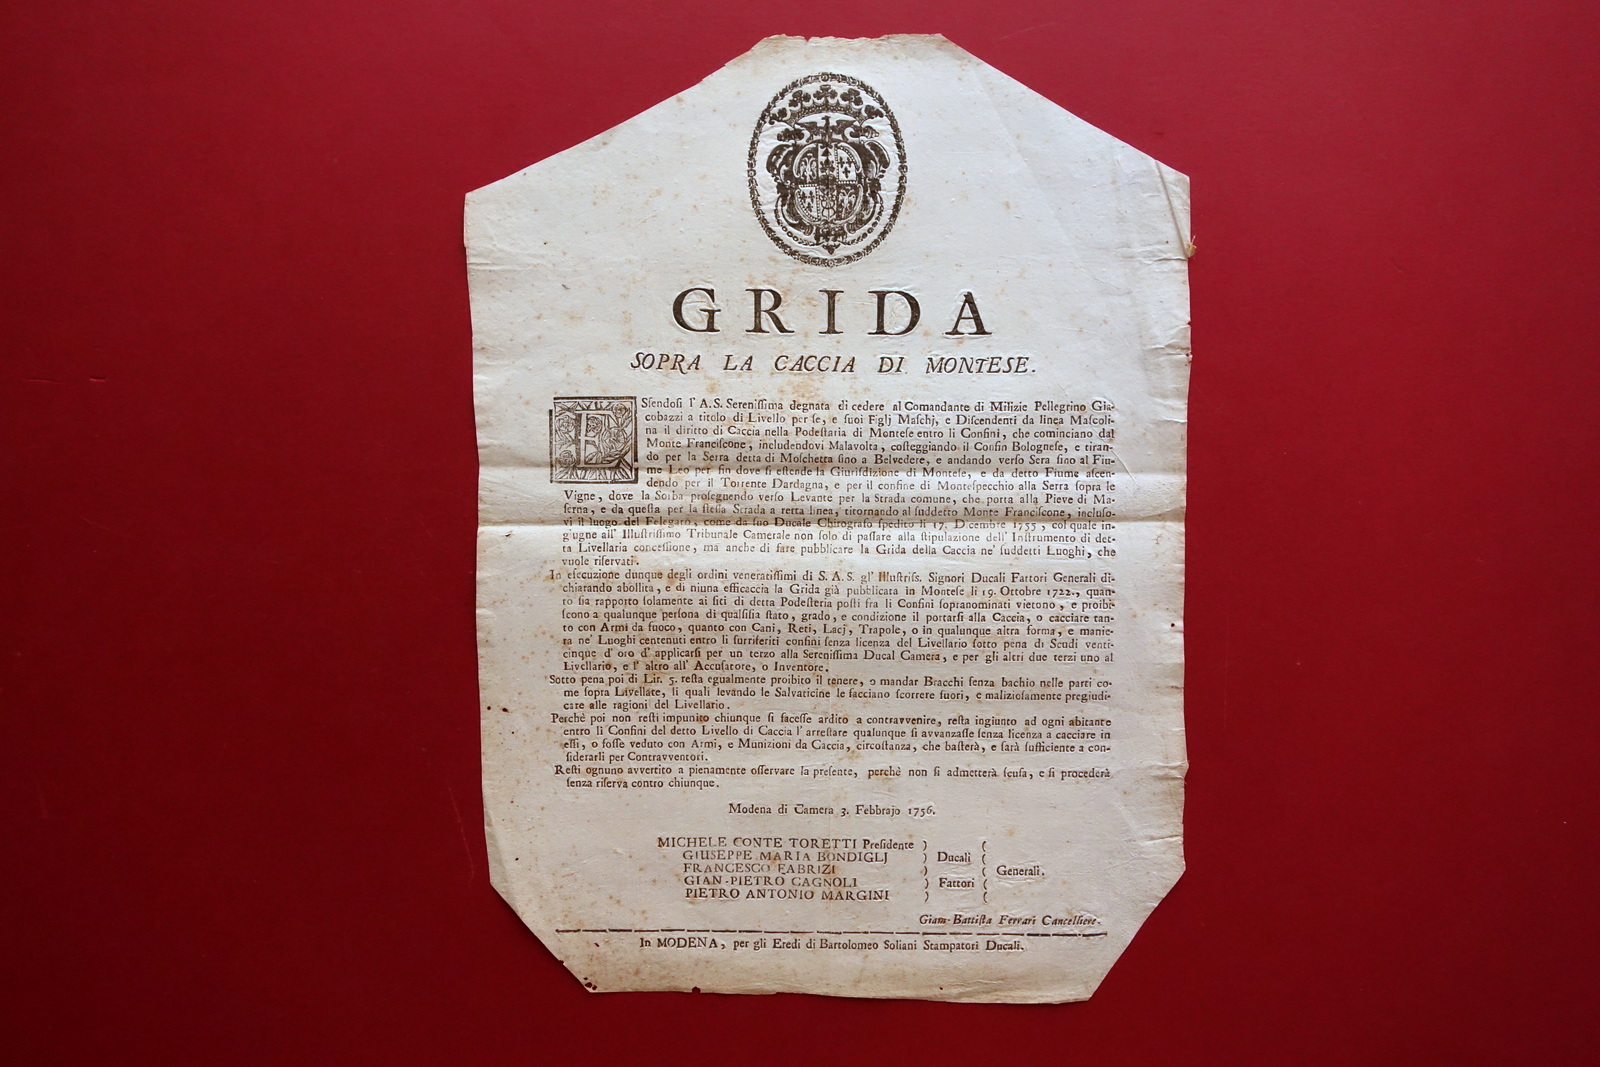 GRIDA
SOPRA LA CACCIA DI MONTESE.
ESsendosi l' A. S. Serenissima degnata di cedere al Comandante di Milizie Pellegrino Gia-
cobazzi a titolo di Livello per se, e suoi Figlj Maschj, e Discendenti da linea Mascoli-
na il diritto di Caccia nella Podestaria di Montese entro li Confini, che cominciano dal
Monte Franciscone, includendovi Malavolta, costeggiando il Confin Bolognese, e tiran-
do per la Serra detta di Moschetta sino a Belvedere, e andando verso Sera sino al Fiu-
me Leo per fin dove si estende la Giurisdizione di Montese, e da detto Fiume ascen-
dendo per il Torrente Dardagna, e per il confine di Montespecchio alla Serra sopra le
Vigne, dove la Sorba proseguendo verso Levante per la Strada comune, che porta alla Pieve di Ma-
serna, e da questa per la stessa Strada a retta linea, titornando al suddetto Monte Franciscone, incluso-
vi il luogo del Felegaro, come da suo Ducale Chirografo spedito li 17. Dicembre 1755, col quale in-
giugne all' Illustrissimo Tribunale Camerale non solo di passare alla stipulazione dell' Instrumento di det-
ta Livellaria concessione, ma anche di fare pubblicare la Grida della Caccia ne' suddetti Luoghi, che
vuole riservati.
In esecuzione dunque degli ordini veneratissimi di S. A. S. gl' Illustriss. Signori Ducali Fattori Generali di-
chiarando abolita, e di niuna efficaccia la Grida già pubblicata in Montese li 19. Ottobre 1722., quan-
to sia rapporto solamente ai siti di detta Podesteria posti fra li Confini sopranominati vietono, e proibi-
scono a qualunque persona di qualsisia stato, grado, e condizione il portarsi alla Caccia, o cacciare tan-
to con Armi da fuoco, quanto con Cani, Reti, Lacj, Trapole, o in qualunque altra forma, e manie-
ra ne' Luoghi contenuti entro li surriferiti confini senza licenza del Livellario sotto pena di Scudi venti-
cinque d' oro d' applicarsi per un terzo alla Serenissima Ducal Camera, e per gli altri due terzi uno al
Livellario, e l' altro all' Accusatore, o Inventore.
Sotto pena poi di Lir. 5. resta egualmente proibito il tenere, o mandar Bracchi senza bachio nelle parti co-
me sopra Livellate, li quali levando le Salvaticine le facciano scorrere fuori, e maliziosamente pregiudi-
care alle ragioni del Livellario.
Perchè poi non resti impunito chiunque si facesse ardito a contravvenire, resta ingiunto ad ogni abitante
entro li Confini del detto Livello di Caccia l' arrestare qualunque si avvanzasse senza licenza a cacciare in
essi, o fosse veduto con Armi, e Munizioni da Caccia, circostanza, che basterà, e sarà sufficiente a con-
siderarli per Contravventori.
Resti ognuno avvertito a pienamente osservare la presente, perchè non si admetterà scusa, e si procederà
senza riserva contro chiunque.
Modena di Camera 3. Febbrajo 1756.
MICHELE CONTE TORETTI Presidente ) (
GIUSEPPE MARIA BONDIGLJ ) Ducali (
FRANCESCO FABRIZI ) ( Generali.
GIAN-PIETRO CAGNOLI ) Fattori (
PIETRO ANTONIO MARGINI ) (
Giam-Battista Ferrari Cancelliere.
In MODENA, per gli Eredi di Bartolomeo Soliani Stampatori Ducali.